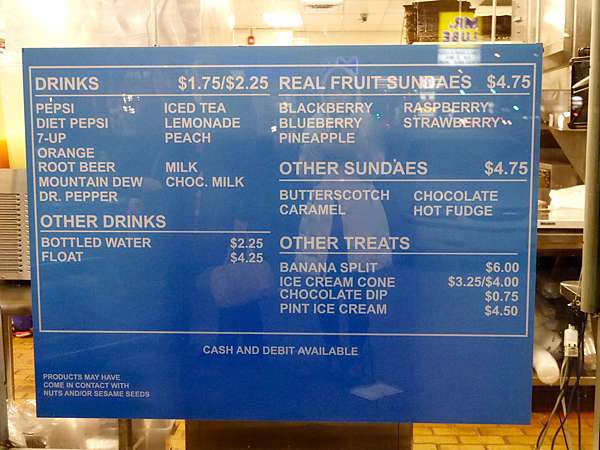 MR.
LUBE
DRINKS $1.75/$2.25
PEPSI ICED TEA
DIET PEPSI LEMONADE
7-UP PEACH
ORANGE
ROOT BEER MILK
MOUNTAIN DEW CHOC. MILK
DR. PEPPER
OTHER DRINKS
BOTTLED WATER $2.25
FLOAT $4.25
REAL FRUIT SUNDAES $4.75
BLACKBERRY RASPBERRY
BLUEBERRY STRAWBERRY
PINEAPPLE
OTHER SUNDAES $4.75
BUTTERSCOTCH CHOCOLATE
CARAMEL HOT FUDGE
OTHER TREATS
BANANA SPLIT $6.00
ICE CREAM CONE $3.25/$4.00
CHOCOLATE DIP $0.75
PINT ICE CREAM $4.50
CASH AND DEBIT AVAILABLE
PRODUCTS MAY HAVE
COME IN CONTACT WITH
NUTS AND/OR SESAME SEEDS